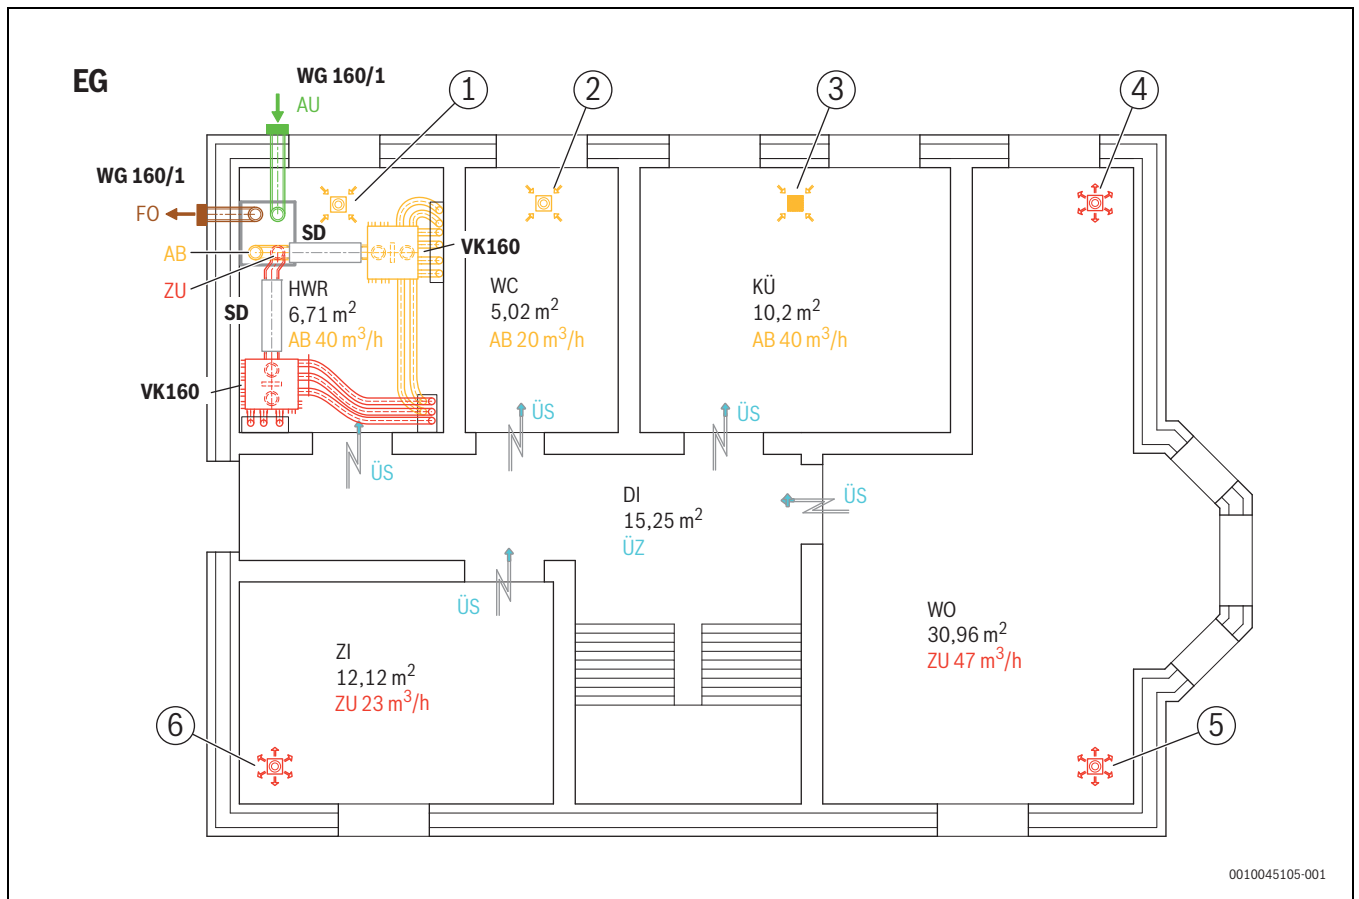 EG
WG 160/1
AU
1
2
3
4
WG 160/1
FO
AB
ZU
SD
VK160
SD
HWR
6,71 m²
AB 40 m³/h
VK160
WC
5,02 m²
AB 20 m³/h
KÜ
10,2 m²
AB 40 m³/h
ÜS
ÜS
ÜS
DI
15,25 m²
ÜZ
ÜS
ÜS
ZI
12,12 m²
ZU 23 m³/h
WO
30,96 m²
ZU 47 m³/h
6
5
0010045105-001